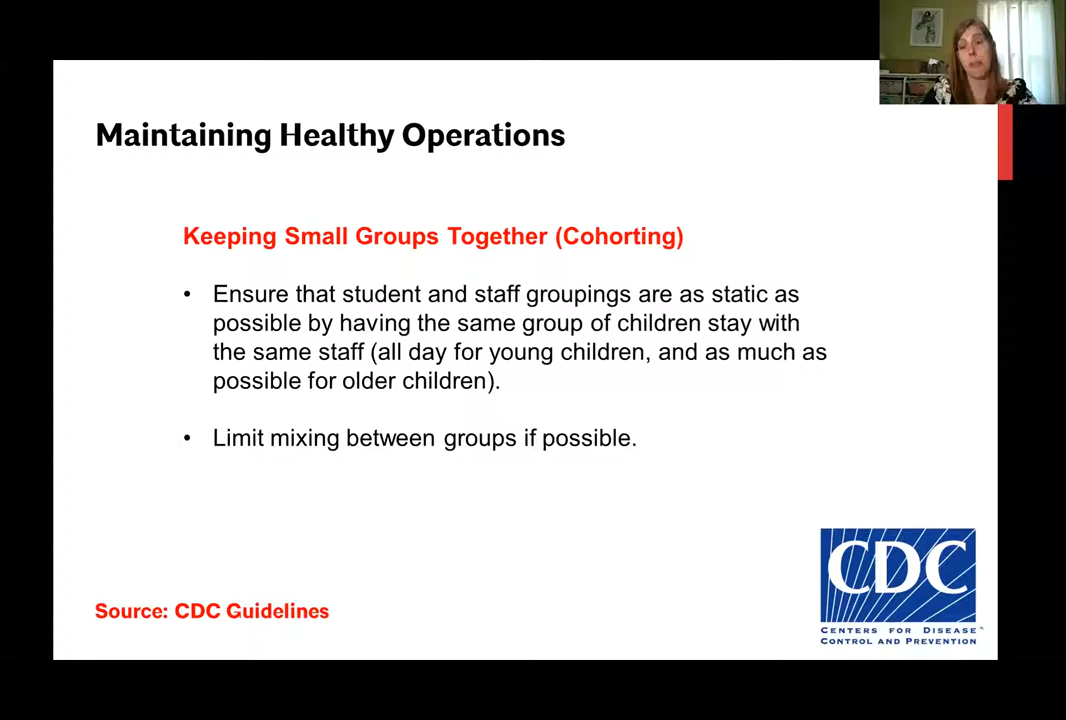 Maintaining Healthy Operations
Keeping Small Groups Together (Cohorting)
• Ensure that student and staff groupings are as static as
possible by having the same group of children stay with
the same staff (all day for young children, and as much as
possible for older children).
• Limit mixing between groups if possible.
Source: CDC Guidelines
CDC
CENTERS FOR DISEASE™
CONTROL AND PREVENTION